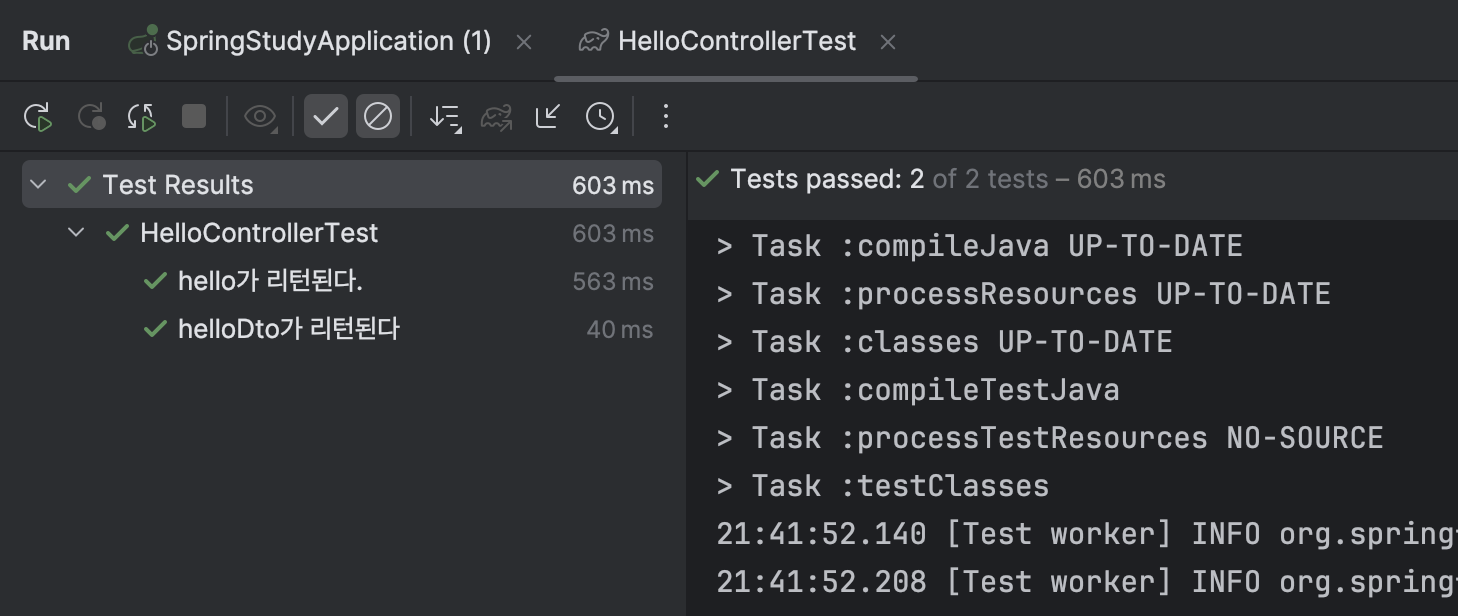 Run SpringStudyApplication (1) HelloControllerTest
Test Results 603 ms
HelloControllerTest 603 ms
hello가 리턴된다. 563 ms
helloDto가 리턴된다 40 ms
Tests passed: 2 of 2 tests – 603 ms
> Task :compileJava UP-TO-DATE
> Task :processResources UP-TO-DATE
> Task :classes UP-TO-DATE
> Task :compileTestJava
> Task :processTestResources NO-SOURCE
> Task :testClasses
21:41:52.140 [Test worker] INFO org.spring
21:41:52.208 [Test worker] INFO org.spring